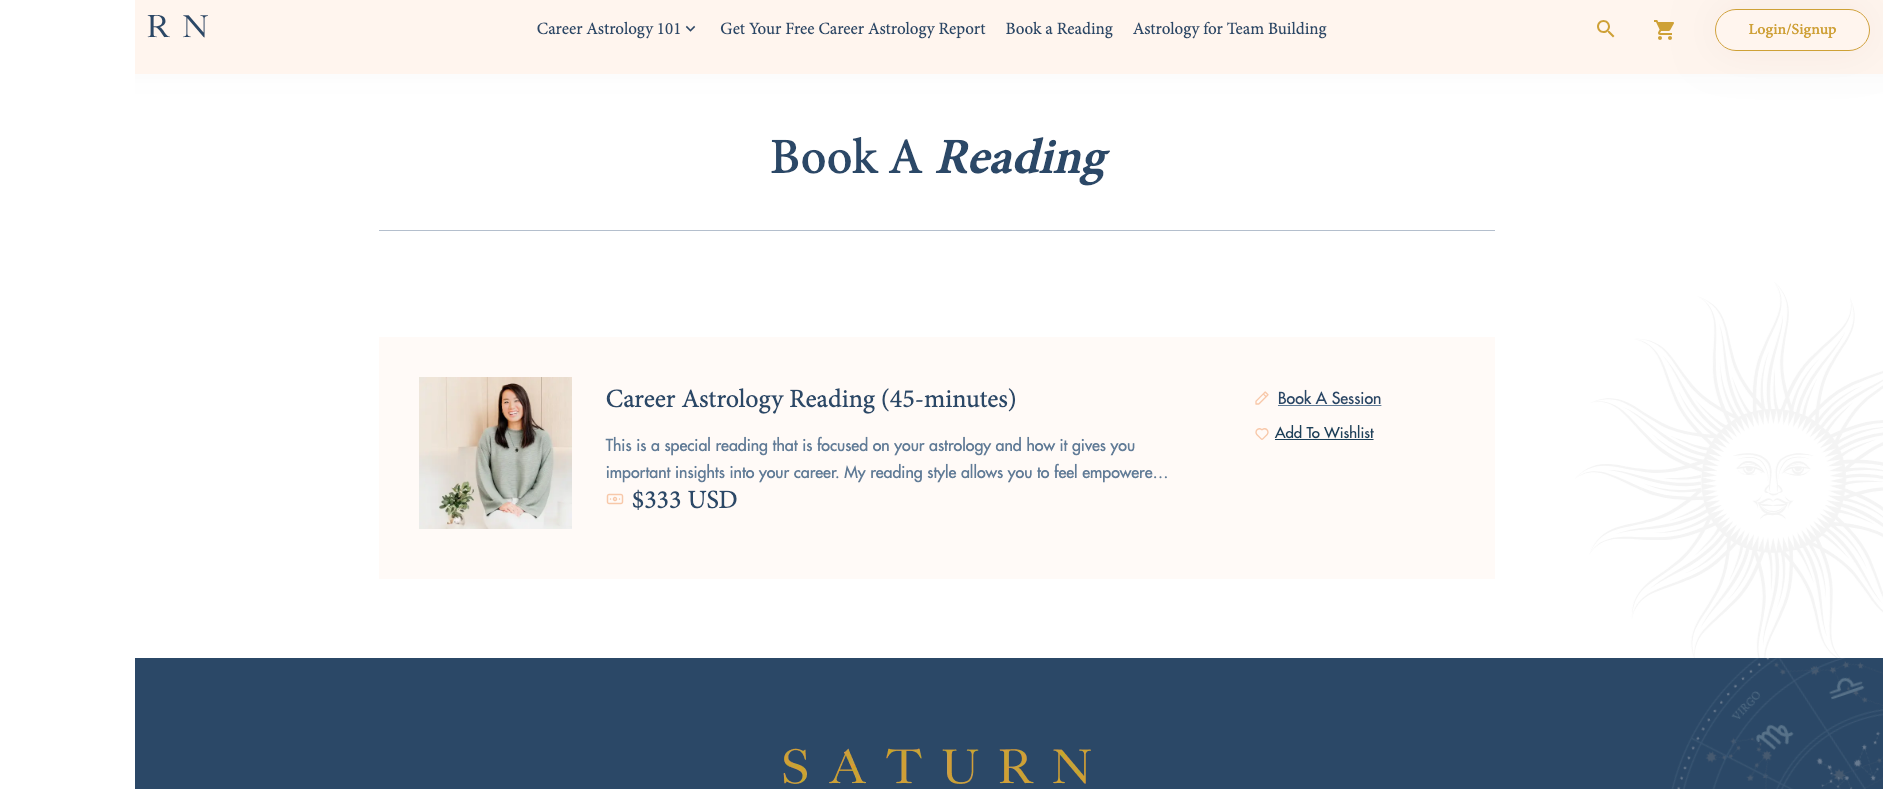 R N
Career Astrology 101
Get Your Free Career Astrology Report
Book a Reading
Astrology for Team Building
Login/Signup
Book A Reading
Career Astrology Reading (45-minutes)
This is a special reading that is focused on your astrology and how it gives you
important insights into your career. My reading style allows you to feel empowere...
$333 USD
Book A Session
Add To Wishlist
VIRGO
SATURN